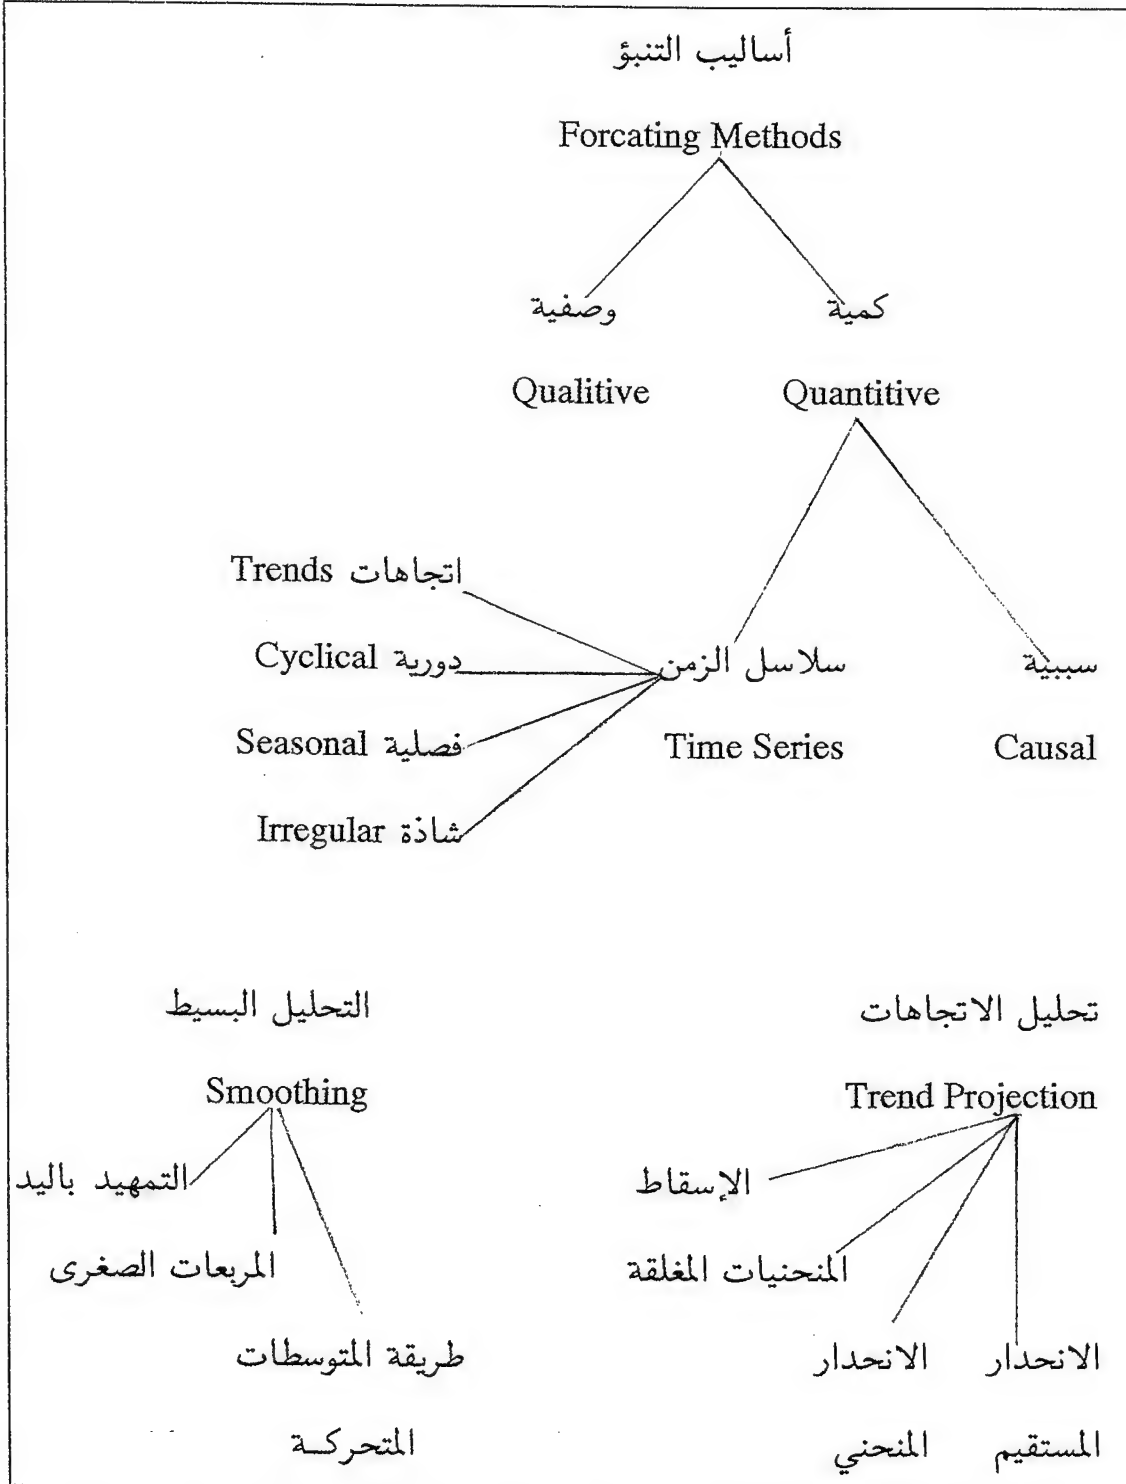 أساليب التنبؤ
Forcating Methods
كمية وصفية
Qualitive Quantitive
اتجاهات Trends
سببية سلاسل الزمن دورية Cyclical
فصلية Seasonal Time Series Causal
شاذة Irregular
تحليل الاتجاهات التحليل البسيط
Smoothing Trend Projection
الإسقاط التمهيد باليد
المنحنيات المغلقة المربعات الصغرى
الانحدار الانحدار طريقة المتوسطات
المستقيم المنحني المتحركة